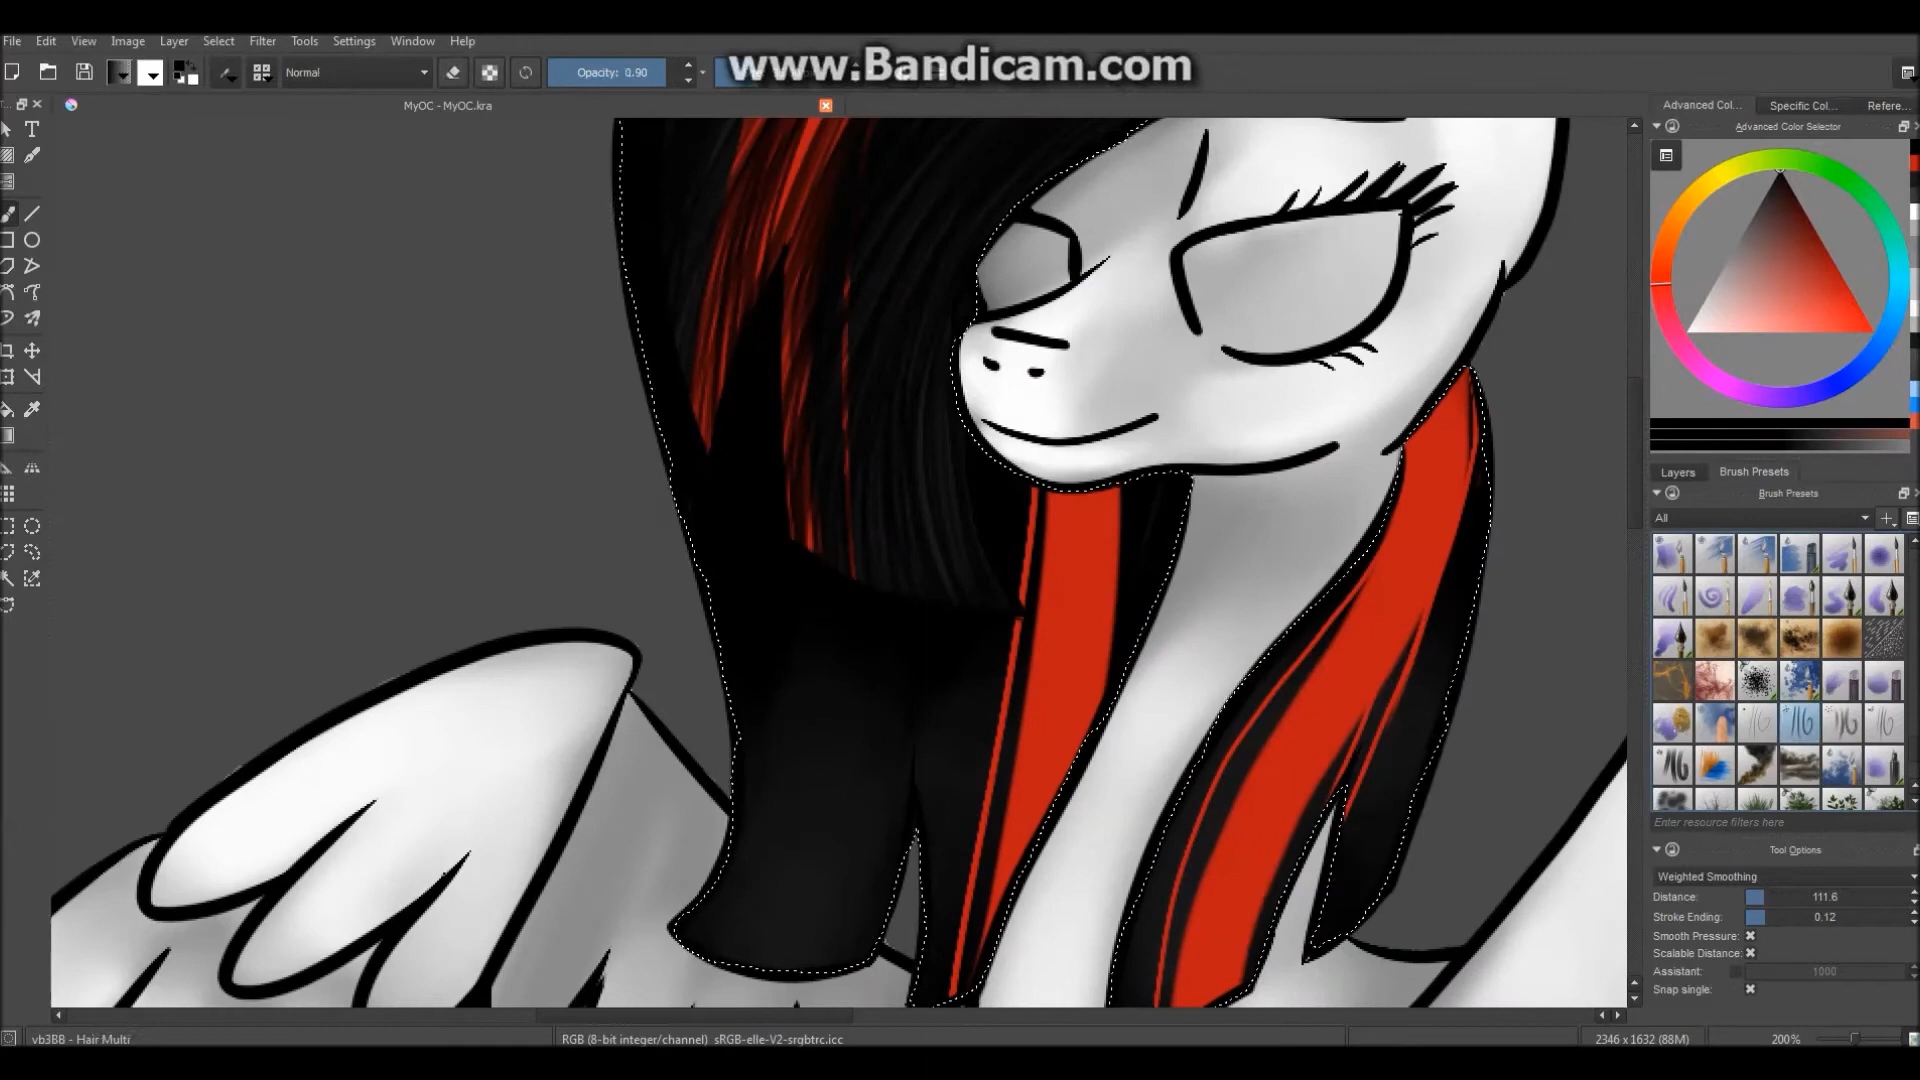 File Edit View Image Layer Select Filter Tools Settings Window Help
www.Bandicam.com
Normal
Opacity: 0.90
MyOC - MyOC.kra
Advanced Col... Specific Col... Refere...
Advanced Color Selector
Layers Brush Presets
Brush Presets
All
Enter resource filters here
Tool Options
Weighted Smoothing
Distance: 111.6
Stroke Ending: 0.12
Smooth Pressure:
Scalable Distance:
Assistant: 1000
Snap single:
vb3BB - Hair Multi
RGB (8-bit integer/channel) sRGB-elle-V2-srgbtrc.icc
2346 x 1632 (88M)
200%